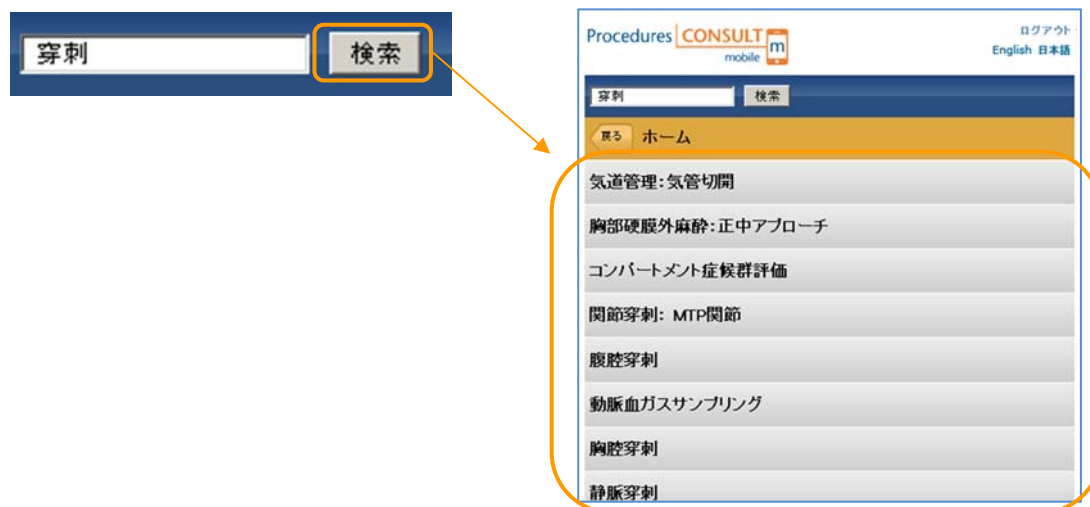 穿刺
検索
Procedures CONSULT m
mobile
ログアウト
English 日本語
穿刺
検索
戻る ホーム
気道管理：気管切開
胸部硬膜外麻酔：正中アプローチ
コンパートメント症候群評価
関節穿刺： MTP関節
腹腔穿刺
動脈血ガスサンプリング
胸腔穿刺
静脈穿刺